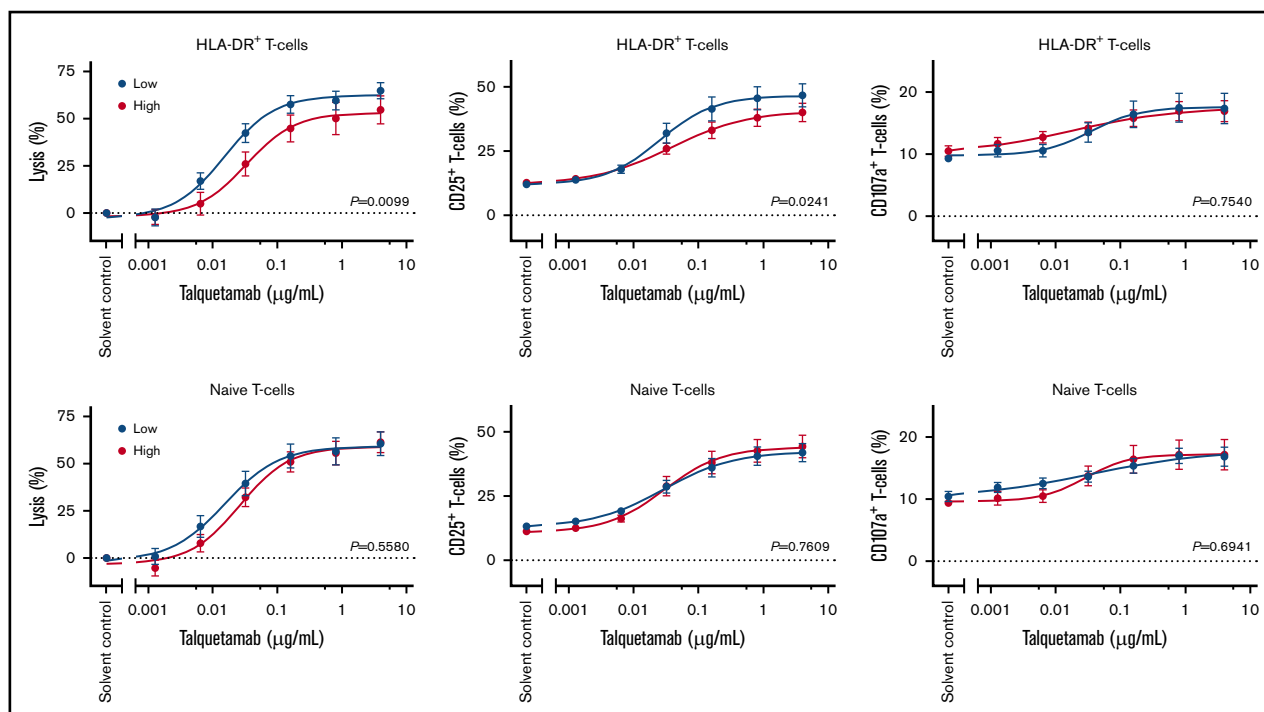 HLA-DR+ T-cells
Lysis (%)
75
50
25
0
Low
High
P=0.0099
Solvent control
0.001 0.01 0.1 1 10
Talquetamab (μg/mL)
HLA-DR+ T-cells
CD25+ T-cells (%)
50
25
0
P=0.0241
Solvent control
0.001 0.01 0.1 1 10
Talquetamab (μg/mL)
HLA-DR+ T-cells
CD107a+ T-cells (%)
20
10
0
P=0.7540
Solvent control
0.001 0.01 0.1 1 10
Talquetamab (μg/mL)
Naive T-cells
Lysis (%)
75
50
25
0
Low
High
P=0.5580
Solvent control
0.001 0.01 0.1 1 10
Talquetamab (μg/mL)
Naive T-cells
CD25+ T-cells (%)
50
25
0
P=0.7609
Solvent control
0.001 0.01 0.1 1 10
Talquetamab (μg/mL)
Naive T-cells
CD107a+ T-cells (%)
20
10
0
P=0.6941
Solvent control
0.001 0.01 0.1 1 10
Talquetamab (μg/mL)